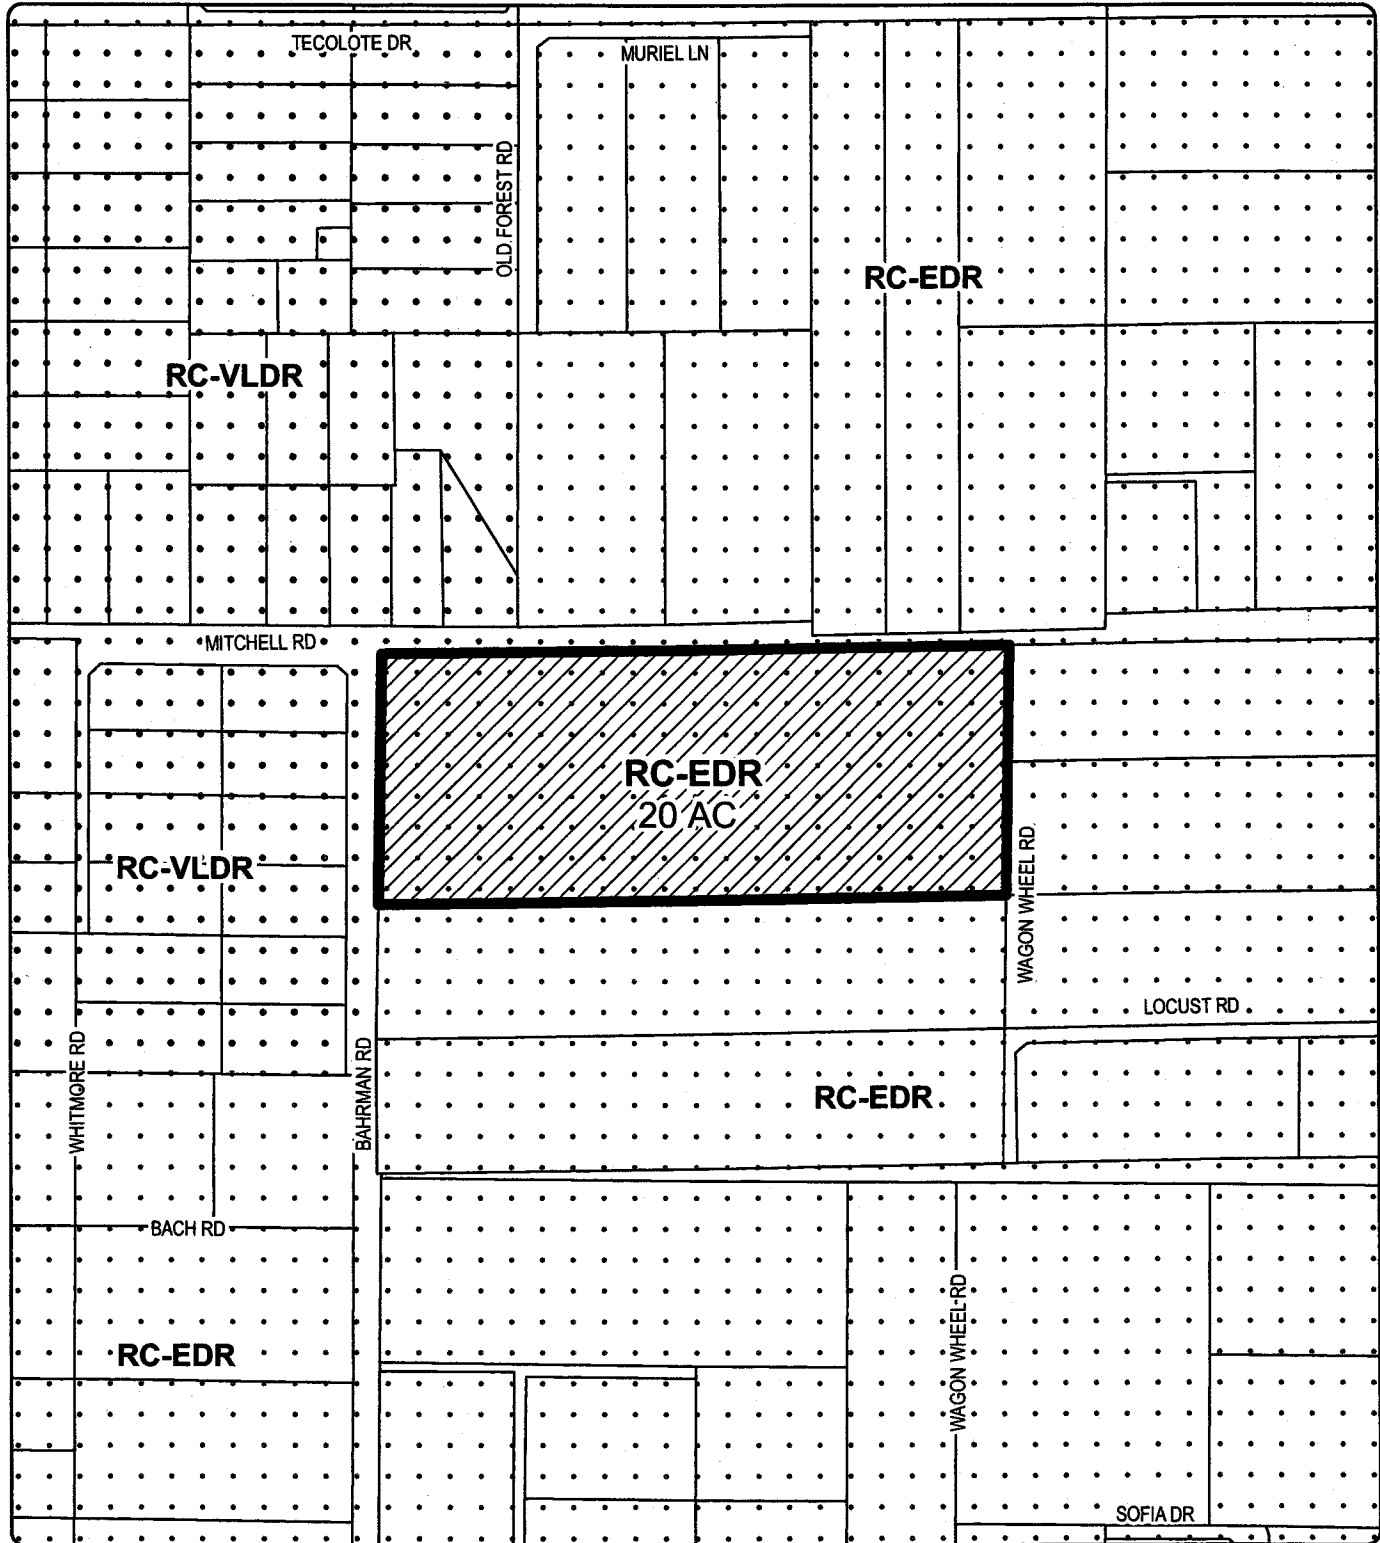 TECOLOTE DR
MURIEL LN
OLD FOREST RD
RC-EDR
RC-VLDR
MITCHELL RD
RC-EDR
20 AC
RC-VLDR
WAGON WHEEL RD
LOCUST RD
WHITMORE RD
BAHRMAN RD
RC-EDR
BACH RD
WAGON WHEEL RD
RC-EDR
SOFIA DR